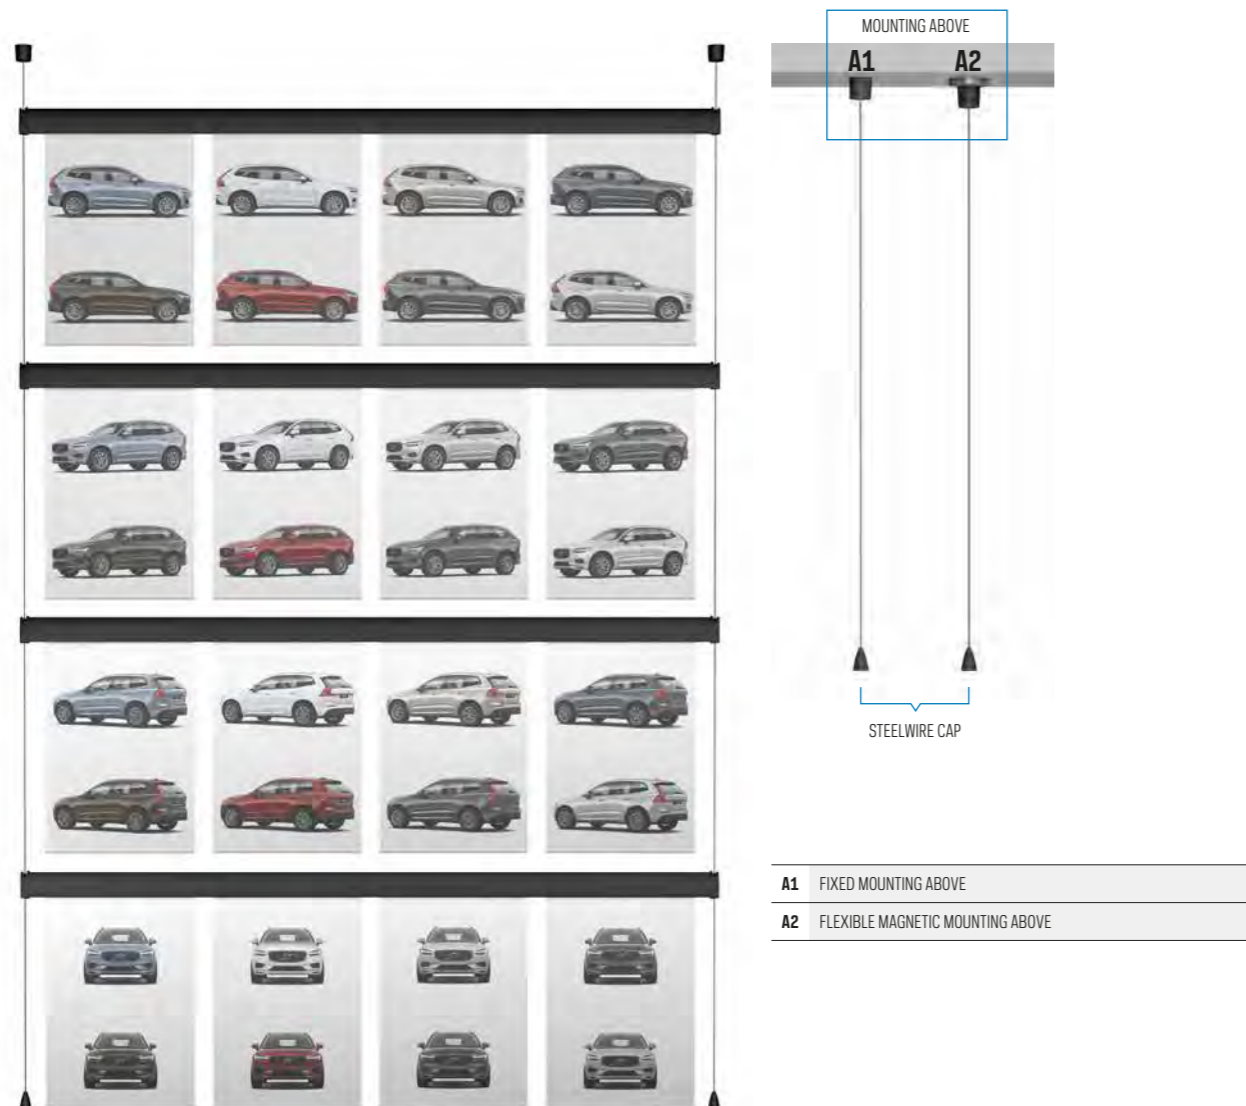 MOUNTING ABOVE
A1 A2
STEELWIRE CAP
A1 FIXED MOUNTING ABOVE
A2 FLEXIBLE MAGNETIC MOUNTING ABOVE